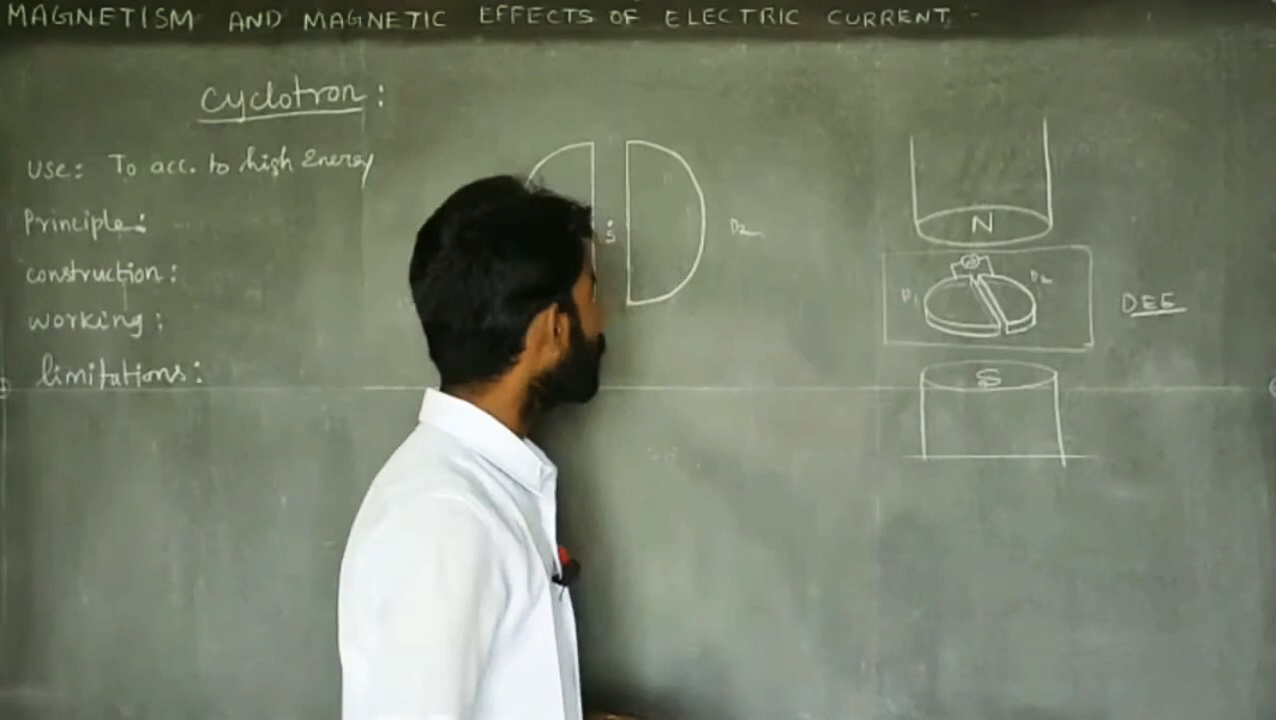 MAGNETISM AND MAGNETIC EFFECTS OF ELECTRIC CURRENT -
Cyclotron:
Use: To acc. to high Energy
Principle:
construction:
Working:
limitations:
S
D2
N
D1
D2
DEE
S